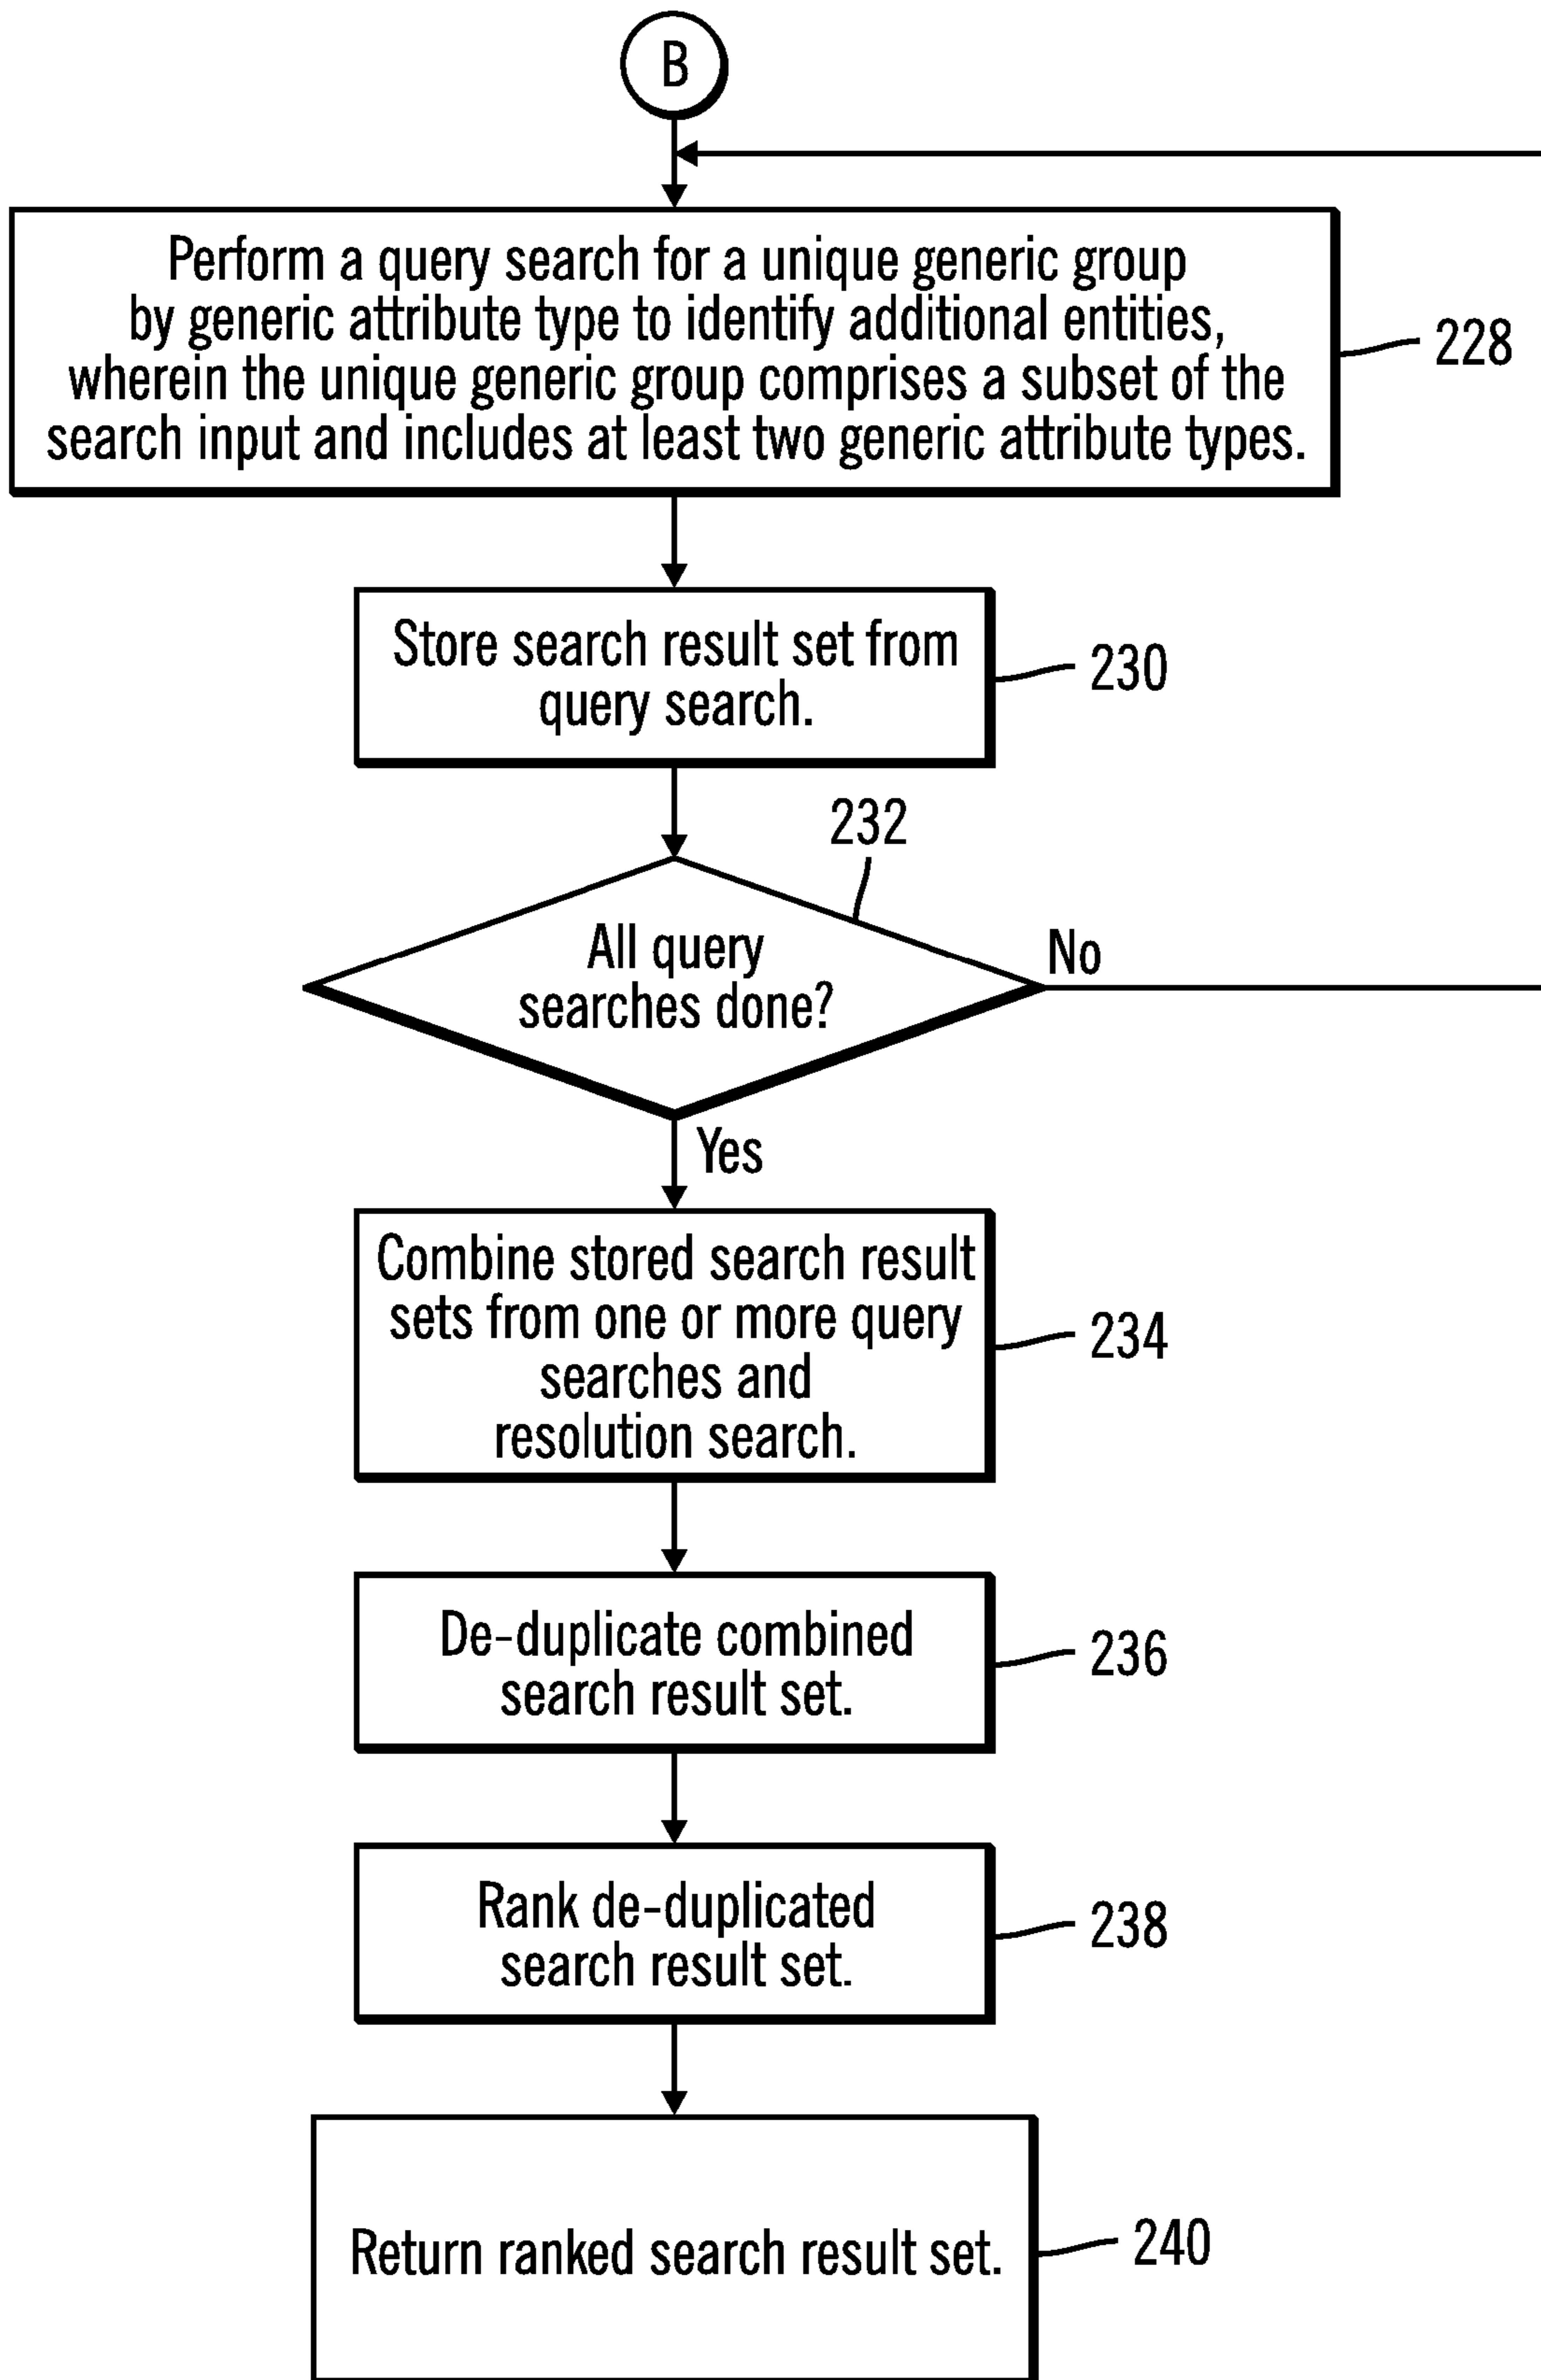 B
Perform a query search for a unique generic group
by generic attribute type to identify additional entities,
wherein the unique generic group comprises a subset of the
search input and includes at least two generic attribute types.
228
Store search result set from
query search.
230
232
All query
searches done?
No
Yes
Combine stored search result
sets from one or more query
searches and
resolution search.
234
De-duplicate combined
search result set.
236
Rank de-duplicated
search result set.
238
Return ranked search result set.
240